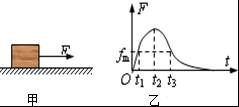 F
甲
F
fm
O t₁ t₂ t₃ t
乙